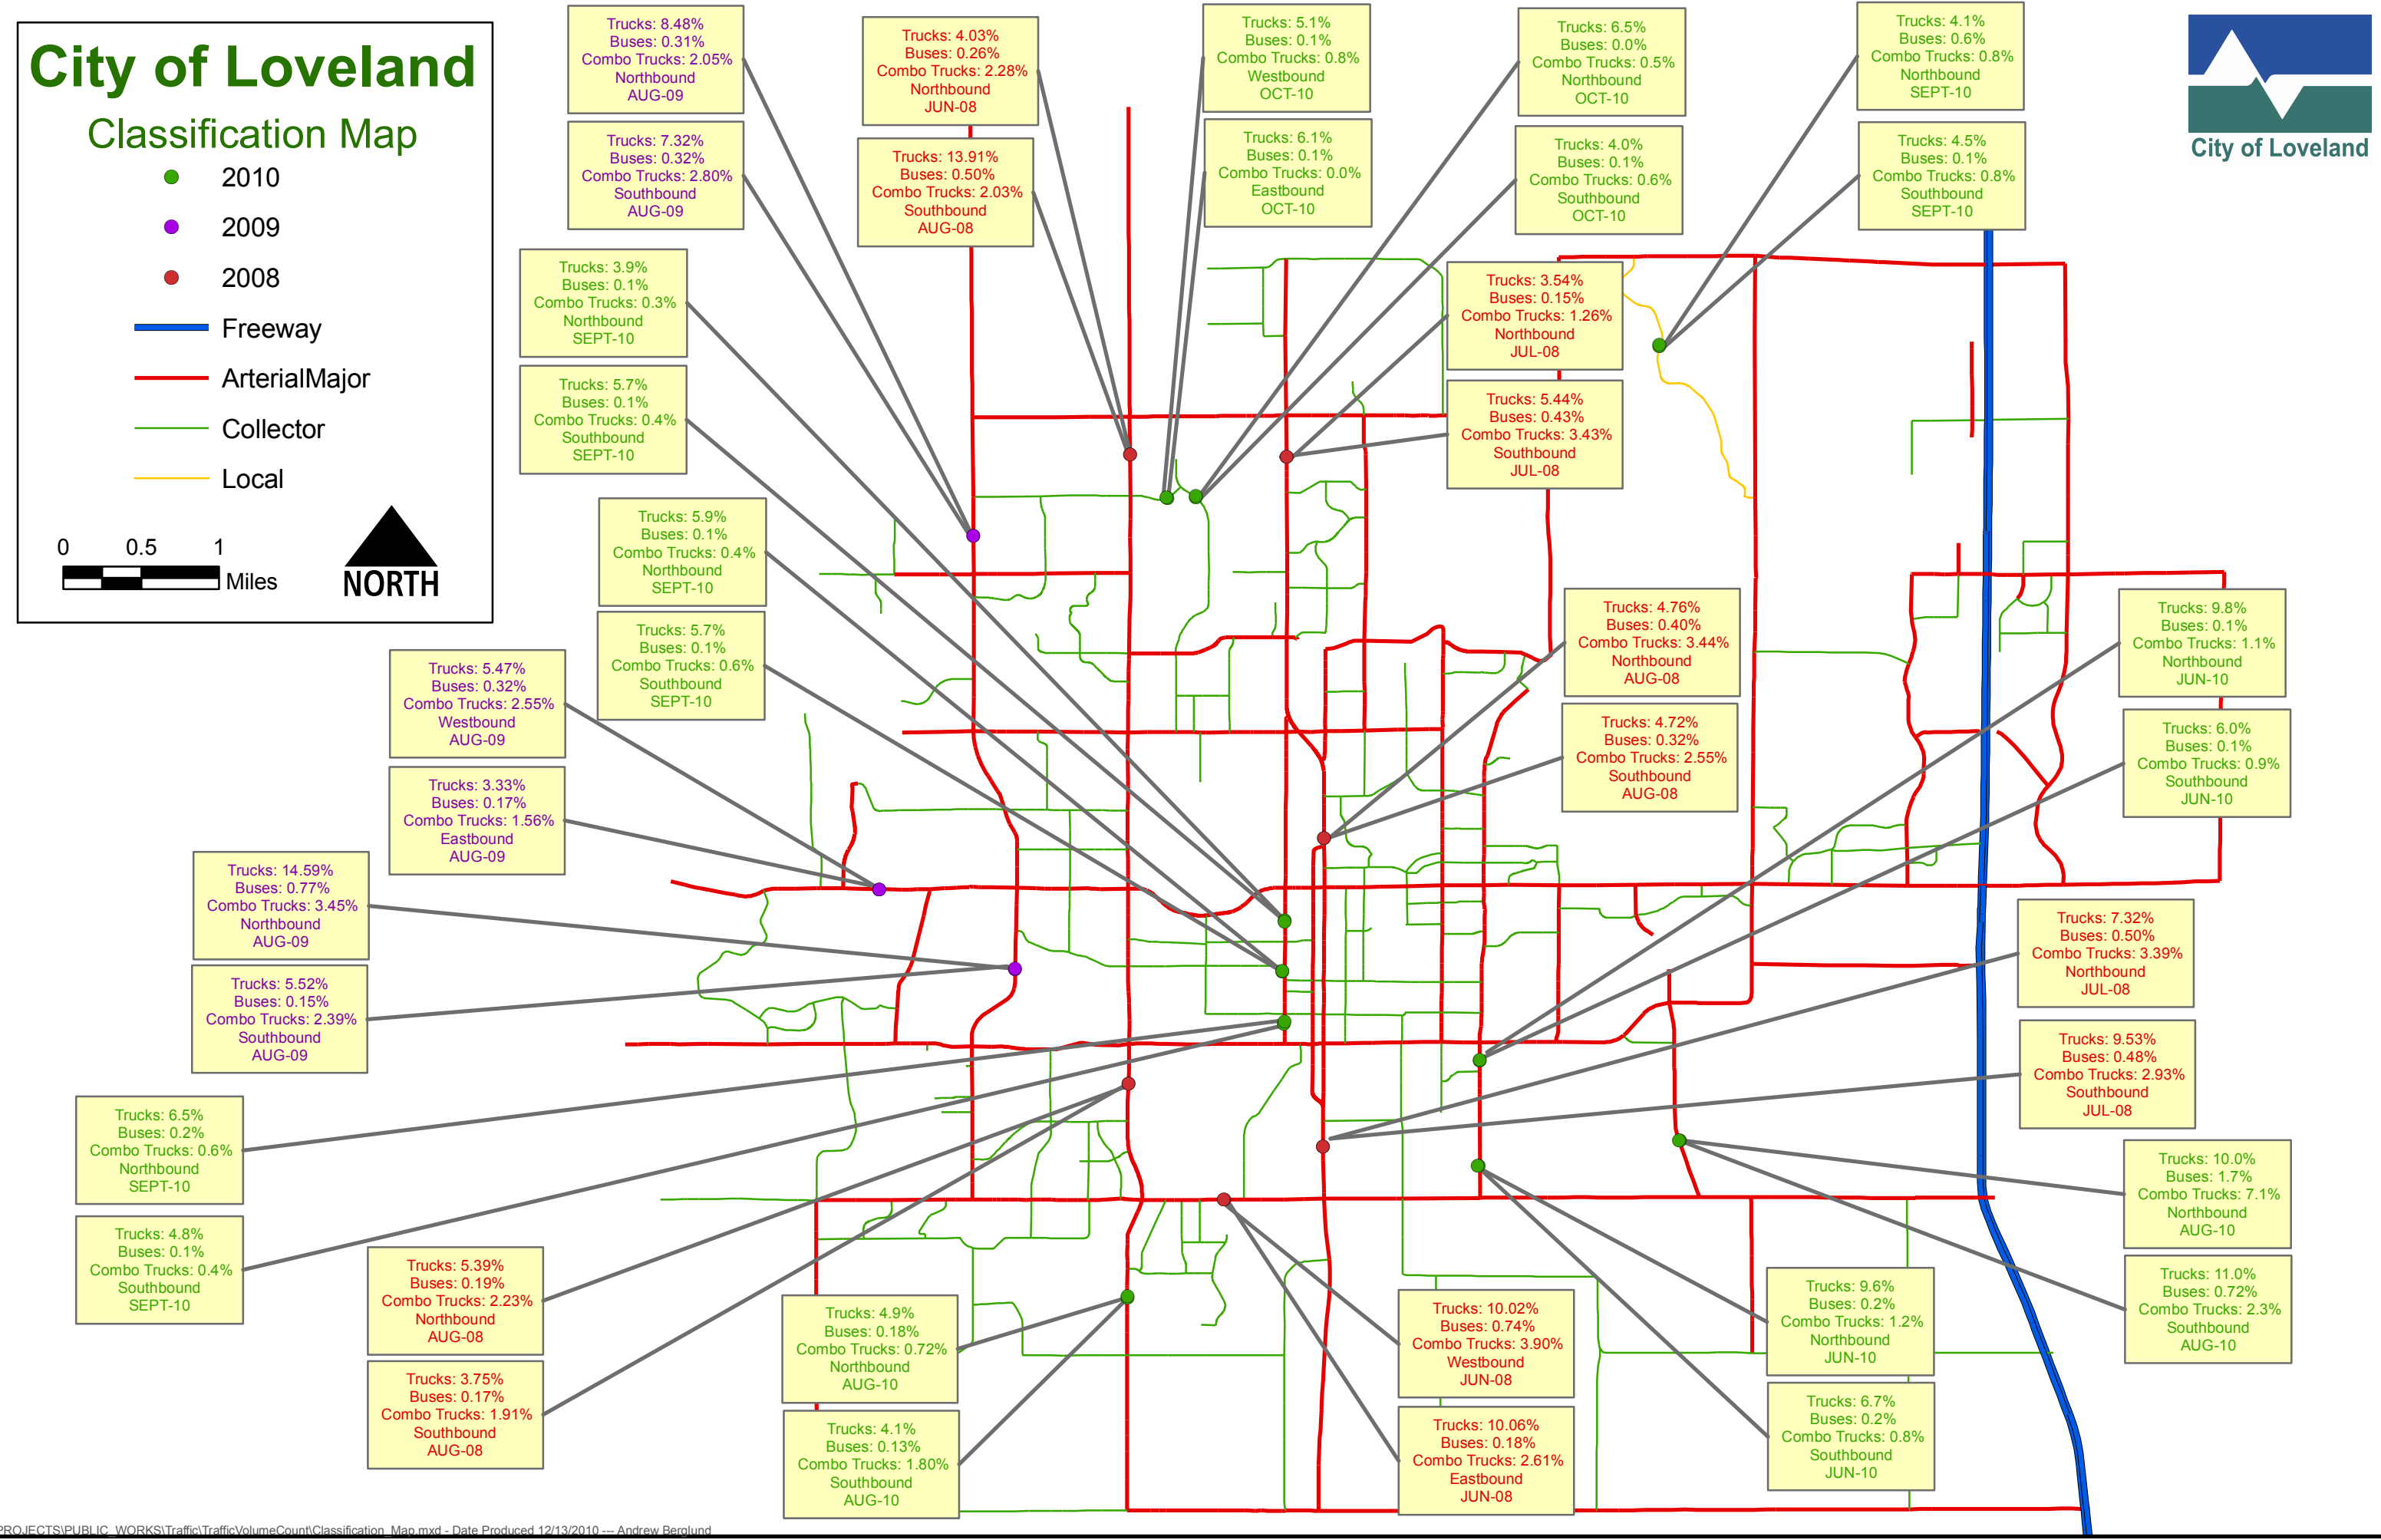 City of Loveland
Classification Map
2010
2009
2008
Freeway
ArterialMajor
Collector
Local
0 0.5 1
Miles
NORTH
Trucks: 8.48%
Buses: 0.31%
Combo Trucks: 2.05%
Northbound
AUG-09
Trucks: 7.32%
Buses: 0.32%
Combo Trucks: 2.80%
Southbound
AUG-09
Trucks: 4.03%
Buses: 0.26%
Combo Trucks: 2.28%
Northbound
JUN-08
Trucks: 13.91%
Buses: 0.50%
Combo Trucks: 2.03%
Southbound
AUG-08
Trucks: 5.1%
Buses: 0.1%
Combo Trucks: 0.8%
Westbound
OCT-10
Trucks: 6.1%
Buses: 0.1%
Combo Trucks: 0.0%
Eastbound
OCT-10
Trucks: 6.5%
Buses: 0.0%
Combo Trucks: 0.5%
Northbound
OCT-10
Trucks: 4.0%
Buses: 0.1%
Combo Trucks: 0.6%
Southbound
OCT-10
Trucks: 4.1%
Buses: 0.6%
Combo Trucks: 0.8%
Northbound
SEPT-10
Trucks: 4.5%
Buses: 0.1%
Combo Trucks: 0.8%
Southbound
SEPT-10
City of Loveland
Trucks: 3.9%
Buses: 0.1%
Combo Trucks: 0.3%
Northbound
SEPT-10
Trucks: 5.7%
Buses: 0.1%
Combo Trucks: 0.4%
Southbound
SEPT-10
Trucks: 3.54%
Buses: 0.15%
Combo Trucks: 1.26%
Northbound
JUL-08
Trucks: 5.44%
Buses: 0.43%
Combo Trucks: 3.43%
Southbound
JUL-08
Trucks: 5.9%
Buses: 0.1%
Combo Trucks: 0.4%
Northbound
SEPT-10
Trucks: 5.7%
Buses: 0.1%
Combo Trucks: 0.6%
Southbound
SEPT-10
Trucks: 4.76%
Buses: 0.40%
Combo Trucks: 3.44%
Northbound
AUG-08
Trucks: 4.72%
Buses: 0.32%
Combo Trucks: 2.55%
Southbound
AUG-08
Trucks: 9.8%
Buses: 0.1%
Combo Trucks: 1.1%
Northbound
JUN-10
Trucks: 6.0%
Buses: 0.1%
Combo Trucks: 0.9%
Southbound
JUN-10
Trucks: 5.47%
Buses: 0.32%
Combo Trucks: 2.55%
Westbound
AUG-09
Trucks: 3.33%
Buses: 0.17%
Combo Trucks: 1.56%
Eastbound
AUG-09
Trucks: 14.59%
Buses: 0.77%
Combo Trucks: 3.45%
Northbound
AUG-09
Trucks: 5.52%
Buses: 0.15%
Combo Trucks: 2.39%
Southbound
AUG-09
Trucks: 7.32%
Buses: 0.50%
Combo Trucks: 3.39%
Northbound
JUL-08
Trucks: 9.53%
Buses: 0.48%
Combo Trucks: 2.93%
Southbound
JUL-08
Trucks: 6.5%
Buses: 0.2%
Combo Trucks: 0.6%
Northbound
SEPT-10
Trucks: 4.8%
Buses: 0.1%
Combo Trucks: 0.4%
Southbound
SEPT-10
Trucks: 5.39%
Buses: 0.19%
Combo Trucks: 2.23%
Northbound
AUG-08
Trucks: 3.75%
Buses: 0.17%
Combo Trucks: 1.91%
Southbound
AUG-08
Trucks: 4.9%
Buses: 0.18%
Combo Trucks: 0.72%
Northbound
AUG-10
Trucks: 4.1%
Buses: 0.13%
Combo Trucks: 1.80%
Southbound
AUG-10
Trucks: 10.02%
Buses: 0.74%
Combo Trucks: 3.90%
Westbound
JUN-08
Trucks: 10.06%
Buses: 0.18%
Combo Trucks: 2.61%
Eastbound
JUN-08
Trucks: 9.6%
Buses: 0.2%
Combo Trucks: 1.2%
Northbound
JUN-10
Trucks: 6.7%
Buses: 0.2%
Combo Trucks: 0.8%
Southbound
JUN-10
Trucks: 10.0%
Buses: 1.7%
Combo Trucks: 7.1%
Northbound
AUG-10
Trucks: 11.0%
Buses: 0.72%
Combo Trucks: 2.3%
Southbound
AUG-10
PROJECTS\PUBLIC_WORKS\Traffic\TrafficVolumeCount\Classification_Map.mxd - Date Produced 12/13/2010 --- Andrew Berglund